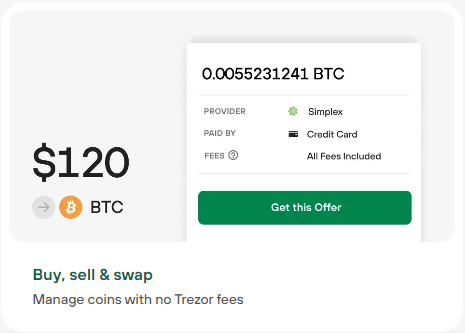 $120
BTC
0.0055231241 BTC
PROVIDER Simplex
PAID BY Credit Card
FEES ? All Fees Included
Get this Offer
Buy, sell & swap
Manage coins with no Trezor fees